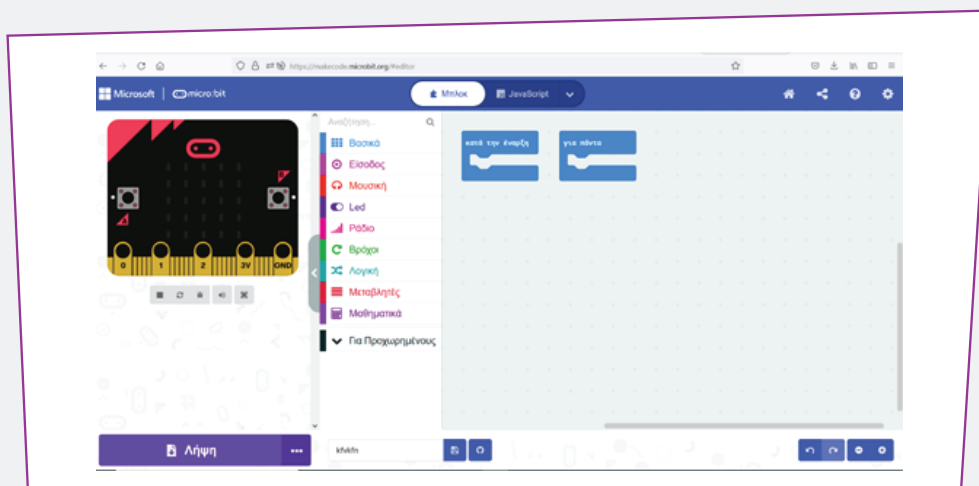 https://makecode.microbit.org/#editor
Microsoft
micro:bit
Μπλοκ
JavaScript
Αναζήτηση...
Βασικά
Είσοδος
Μουσική
Led
Ράδιο
Βρόχοι
Λογική
Μεταβλητές
Μαθηματικά
Για Προχωρημένους
κατά την έναρξη
για πάντα
B
A
0 1 2 3V GND
Λήψη